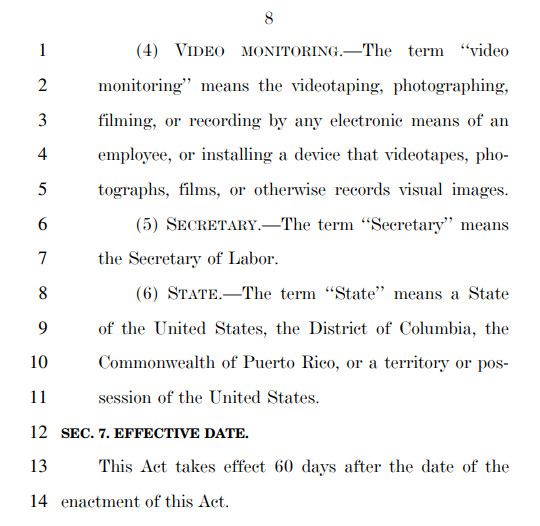 8
1 (4) VIDEO MONITORING.—The term “video
2 monitoring” means the videotaping, photographing,
3 filming, or recording by any electronic means of an
4 employee, or installing a device that videotapes, pho-
5 tographs, films, or otherwise records visual images.
6 (5) SECRETARY.—The term “Secretary” means
7 the Secretary of Labor.
8 (6) STATE.—The term “State” means a State
9 of the United States, the District of Columbia, the
10 Commonwealth of Puerto Rico, or a territory or pos-
11 session of the United States.
12 SEC. 7. EFFECTIVE DATE.
13 This Act takes effect 60 days after the date of the
14 enactment of this Act.